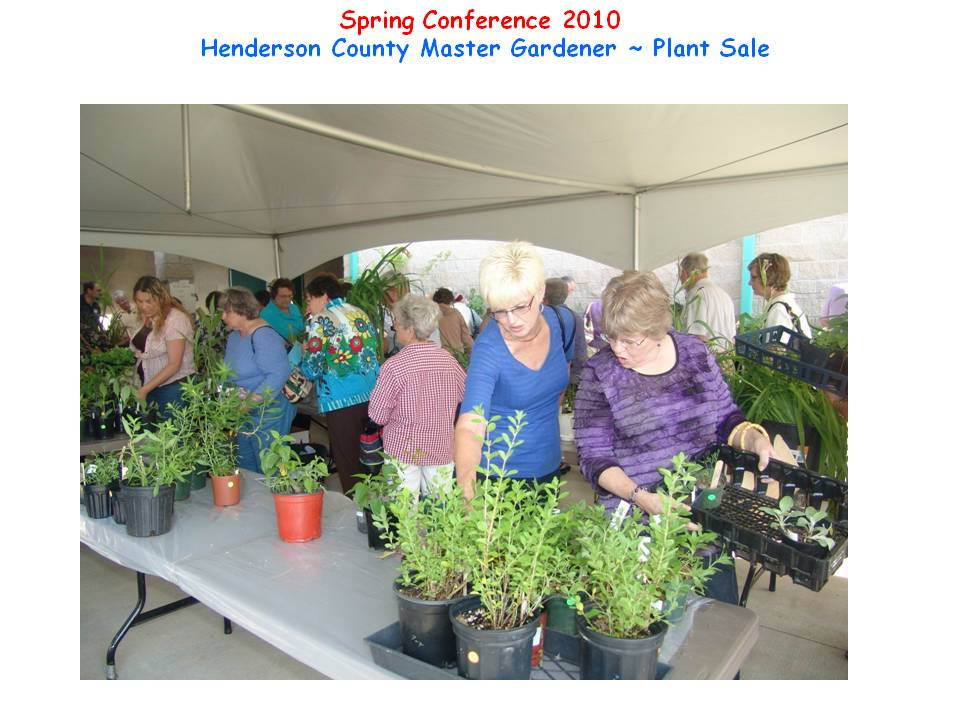 Spring Conference 2010
Henderson County Master Gardener ~ Plant Sale